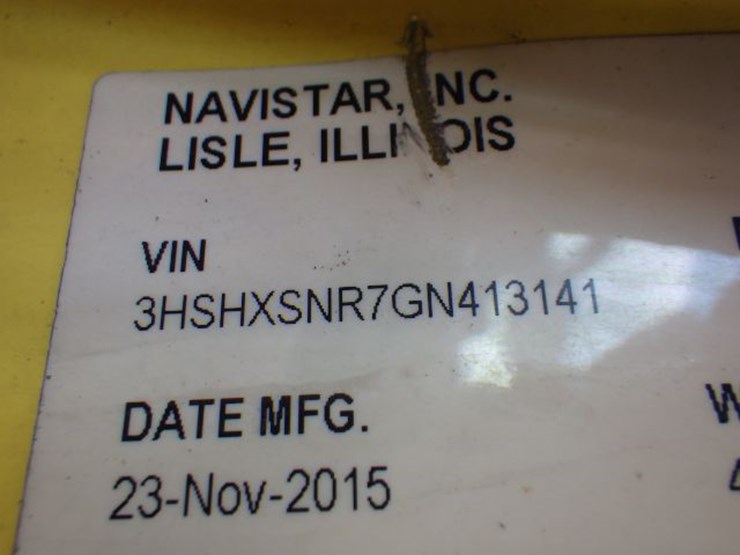 NAVISTAR, INC.
LISLE, ILLINOIS
VIN
3HSHXSNR7GN413141
DATE MFG.
23-Nov-2015